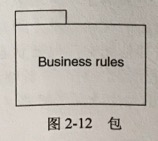 Business rules
图 2-12 包